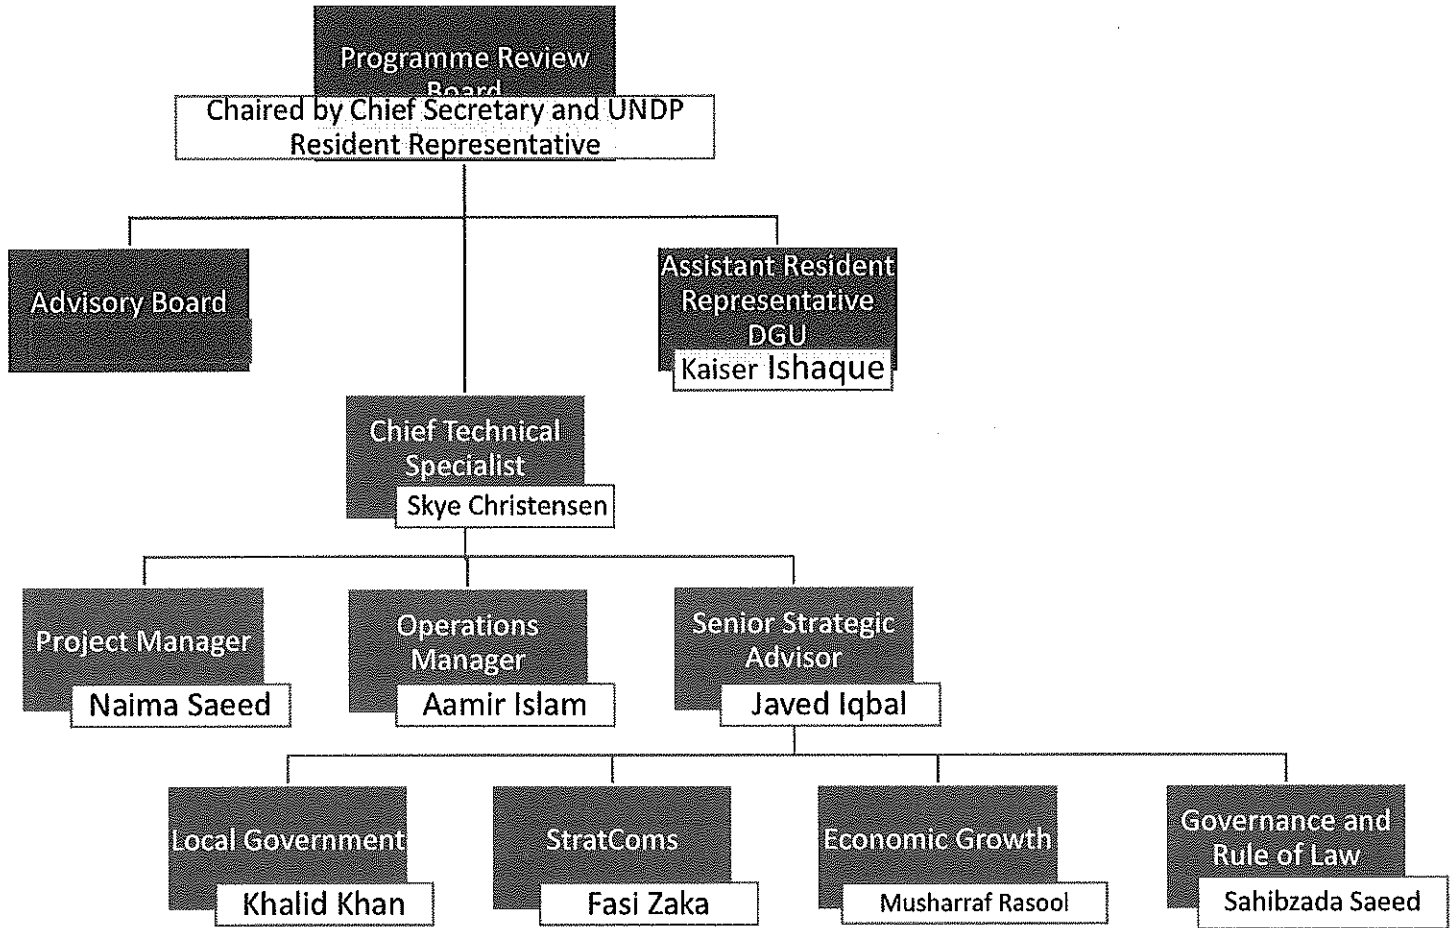 Programme Review
Board
Chaired by Chief Secretary and UNDP
Resident Representative
Advisory Board
Assistant Resident
Representative
DGU
Kaiser Ishaque
Chief Technical
Specialist
Skye Christensen
Project Manager
Naima Saeed
Operations
Manager
Aamir Islam
Senior Strategic
Advisor
Javed Iqbal
Local Government
Khalid Khan
StratComs
Fasi Zaka
Economic Growth
Musharraf Rasool
Governance and
Rule of Law
Sahibzada Saeed